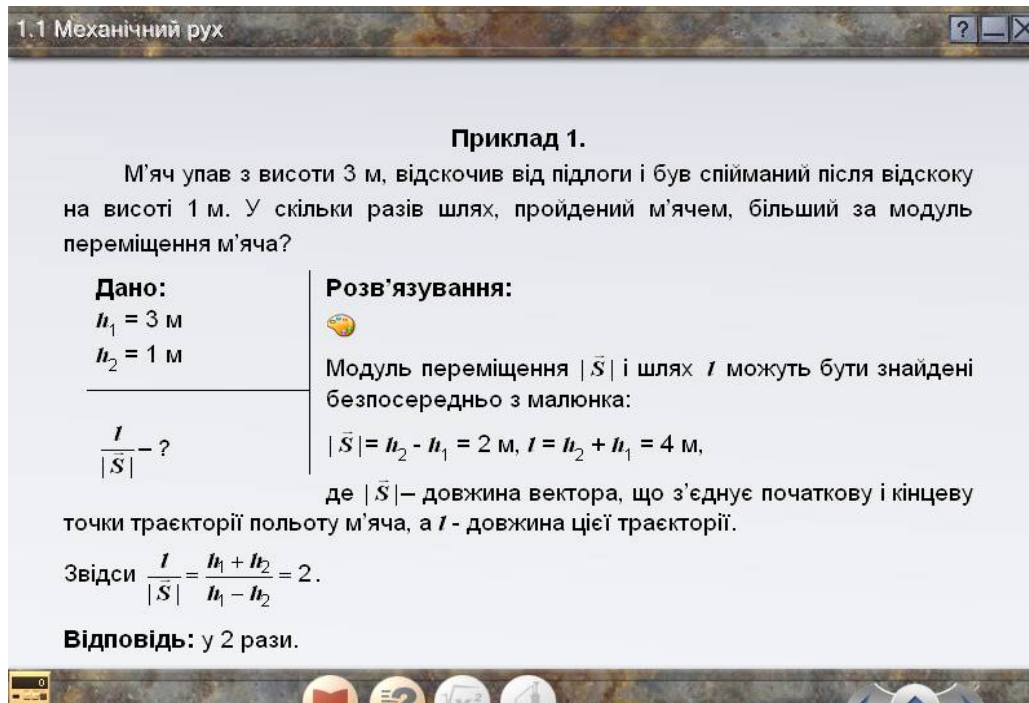 1.1 Механічний рух
?
Приклад 1.
М'яч упав з висоти 3 м, відскочив від підлоги і був спійманий після відскоку
на висоті 1 м. У скільки разів шлях, пройдений м'ячем, більший за модуль
переміщення м'яча?
Дано:
h₁ = 3 м
h₂ = 1 м
l / |S⃗| – ?
Розв'язування:
Модуль переміщення |S⃗| і шлях l можуть бути знайдені
безпосередньо з малюнка:
|S⃗| = h₂ - h₁ = 2 м, l = h₂ + h₁ = 4 м,
де |S⃗| – довжина вектора, що з'єднує початкову і кінцеву
точки траєкторії польоту м'яча, а l - довжина цієї траєкторії.
Звідси l / |S⃗| = (h₁ + h₂) / (h₁ – h₂) = 2.
Відповідь: у 2 рази.
0